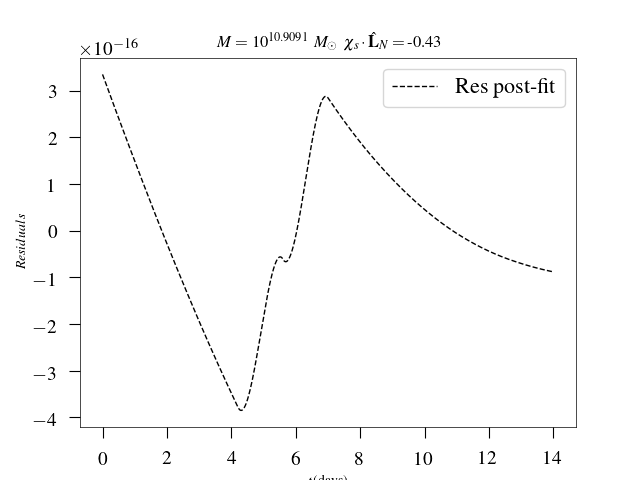 M = 10^10.9091 M☉ χs · L̂N = -0.43
×10−16
Res post-fit
Residuals
3
2
1
0
−1
−2
−3
−4
0 2 4 6 8 10 12 14
t(days)